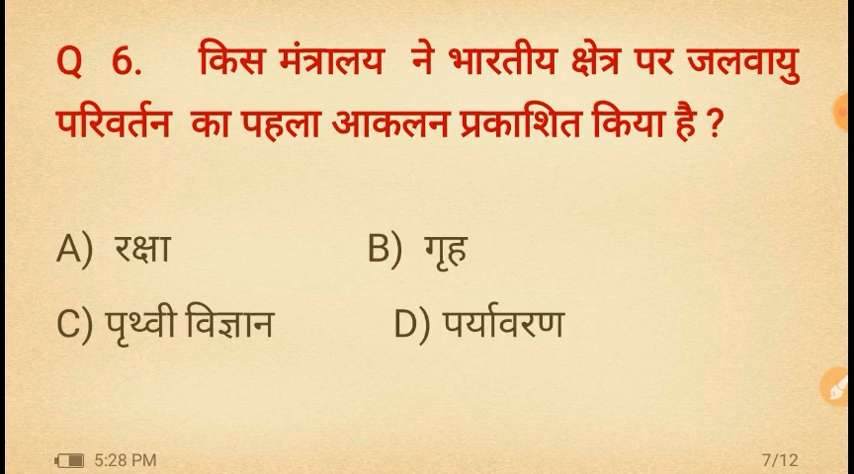 Q 6. किस मंत्रालय ने भारतीय क्षेत्र पर जलवायु
परिवर्तन का पहला आकलन प्रकाशित किया है ?
A) रक्षा B) गृह
C) पृथ्वी विज्ञान D) पर्यावरण
5:28 PM 7/12